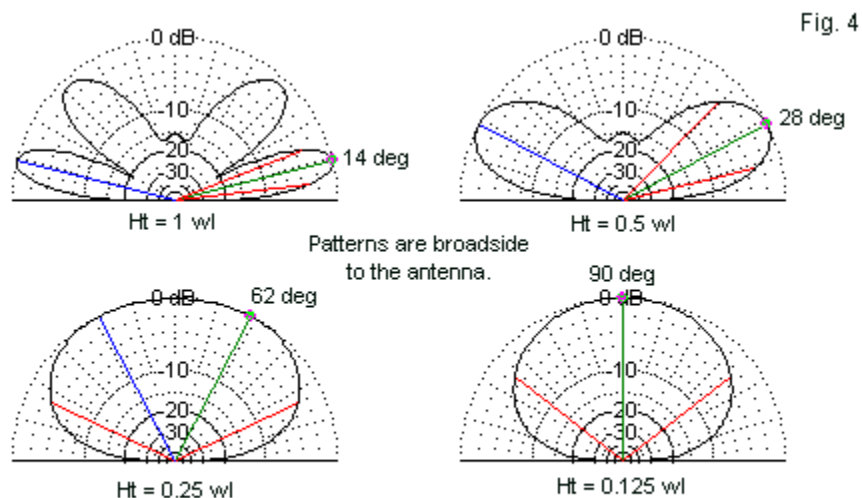 Fig. 4
0 dB
-10
20
30
14 deg
Ht = 1 wl
0 dB
-10
20
30
28 deg
Ht = 0.5 wl
Patterns are broadside
to the antenna.
0 dB
62 deg
-10
-20
30
Ht = 0.25 wl
90 deg
0 dB
-10
-20
30
Ht = 0.125 wl